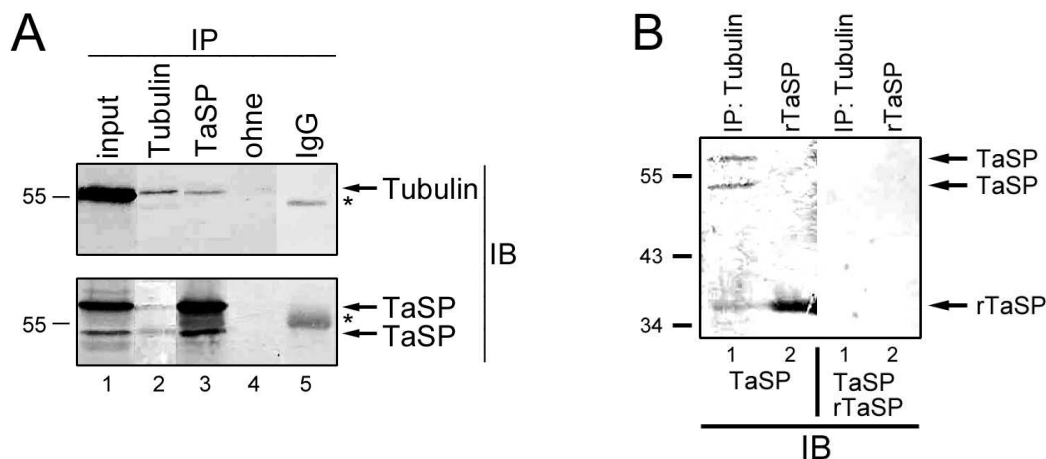 A
IP
input
Tubulin
TaSP
ohne
IgG
55
Tubulin
*
55
TaSP
*
TaSP
1 2 3 4 5
IB
B
IP: Tubulin
rTaSP
IP: Tubulin
rTaSP
55
43
34
TaSP
TaSP
rTaSP
1 2 1 2
TaSP TaSP
rTaSP
IB